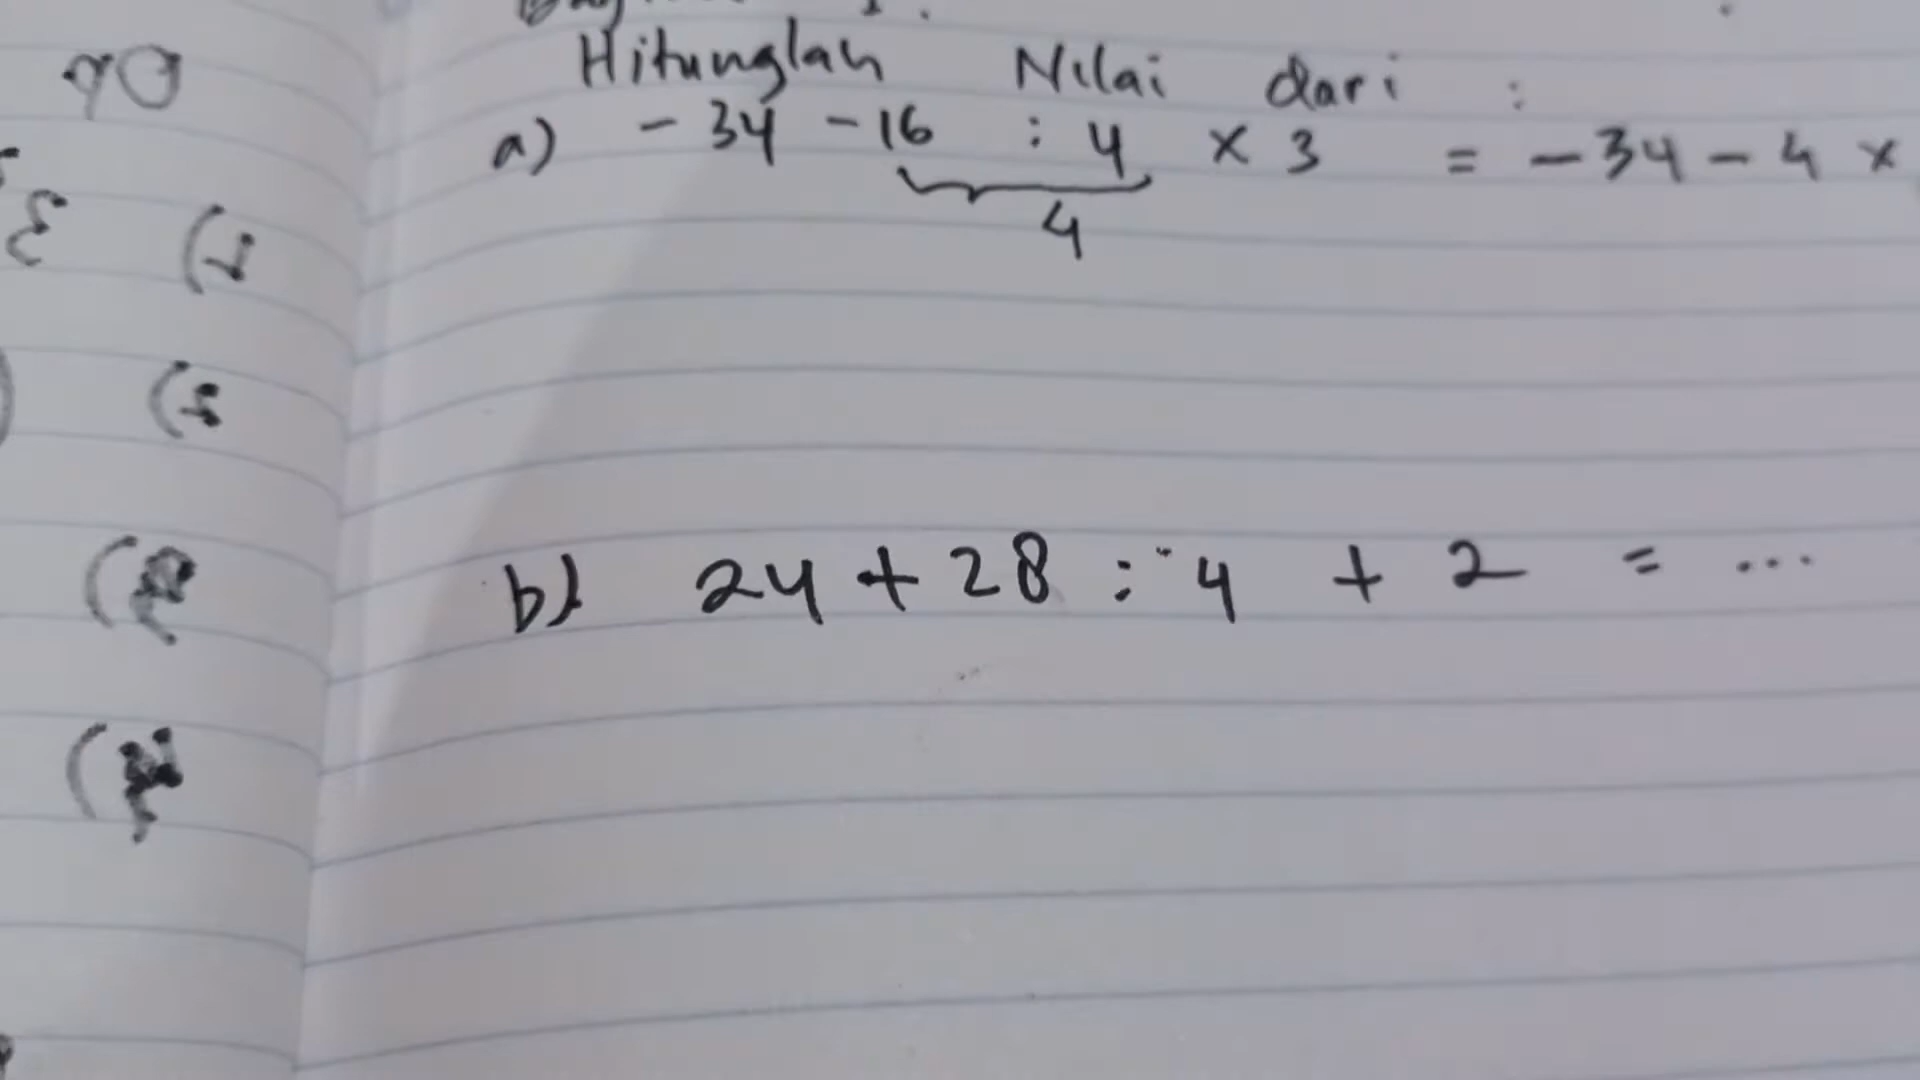 Hitunglah Nilai dari :
a) - 34 - 16 : 4 x 3 = - 34 - 4 x
4
b) 24 + 28 : 4 + 2 = ...